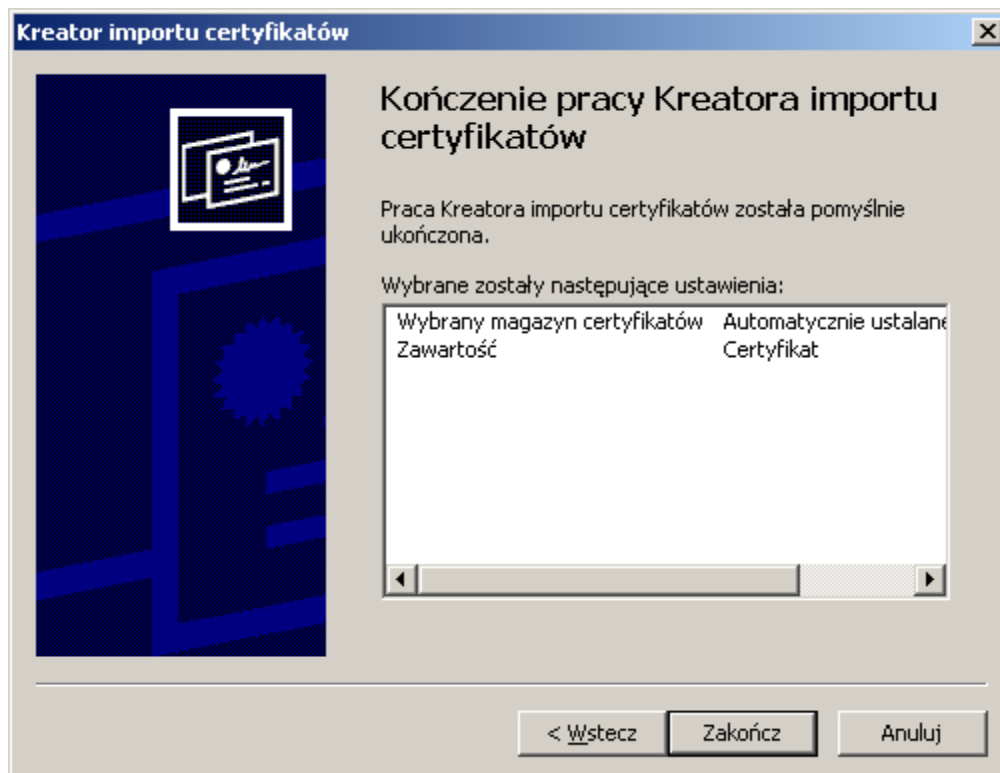 Kreator importu certyfikatów
Kończenie pracy Kreatora importu
certyfikatów
Praca Kreatora importu certyfikatów została pomyślnie
ukończona.
Wybrane zostały następujące ustawienia:
Wybrany magazyn certyfikatów Automatycznie ustalane
Zawartość Certyfikat
< Wstecz Zakończ Anuluj